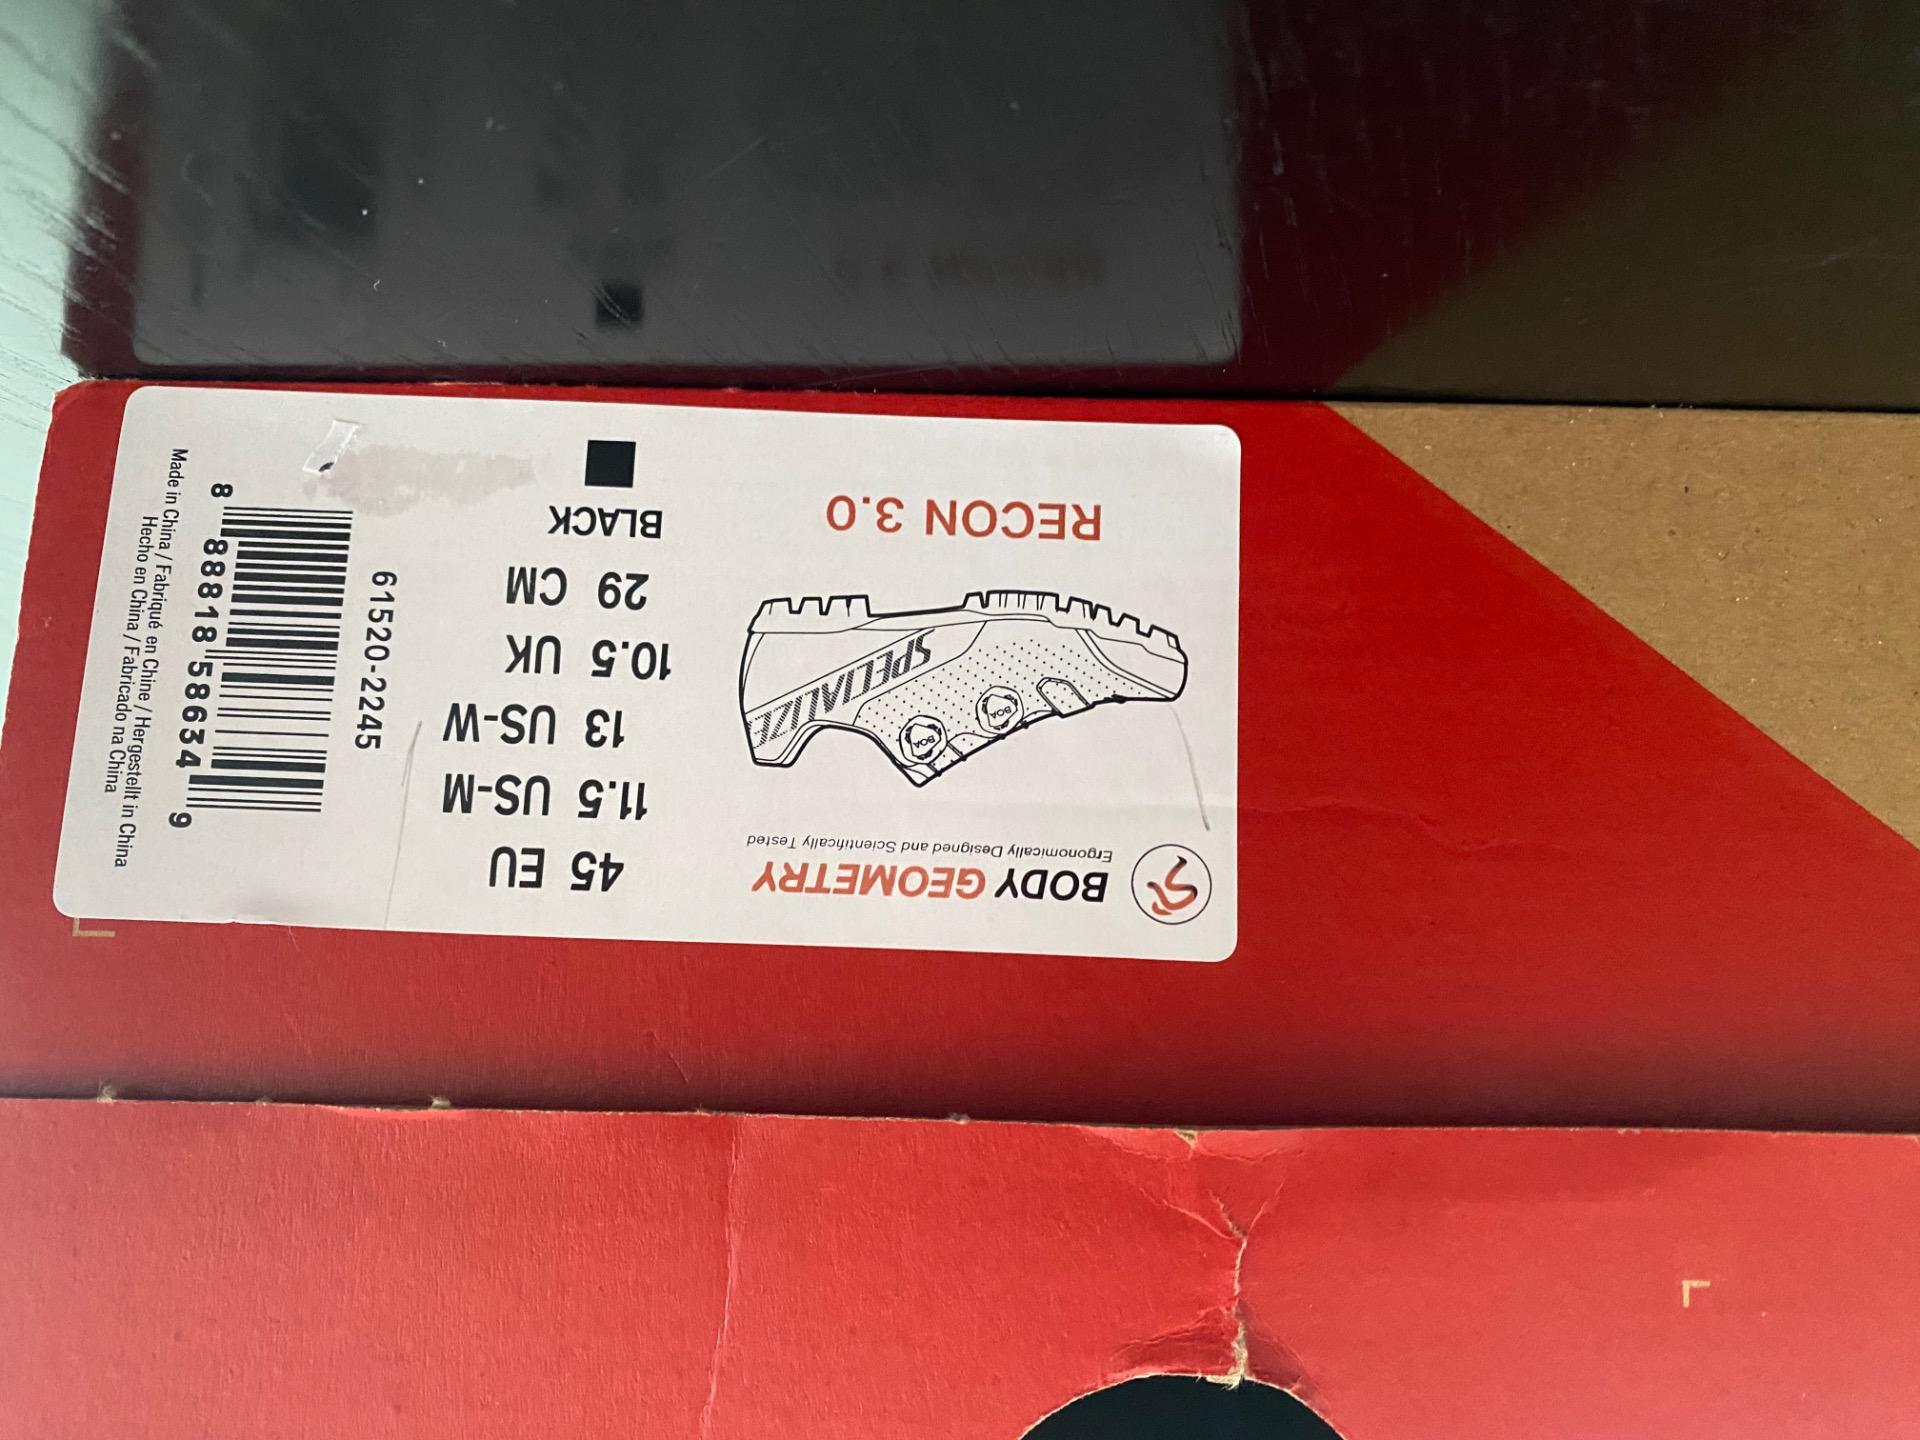 BODY GEOMETRY
Ergonomically Designed and Scientifically Tested
BOA
BOA
SPECIALIZE
RECON 3.0
45 EU
11.5 US-M
13 US-W
10.5 UK
29 CM
BLACK
61520-2245
8 88818 58634 9
Made in China / Fabriqué en Chine / Hergestellt in China
Hecho en China / Fabricado na China